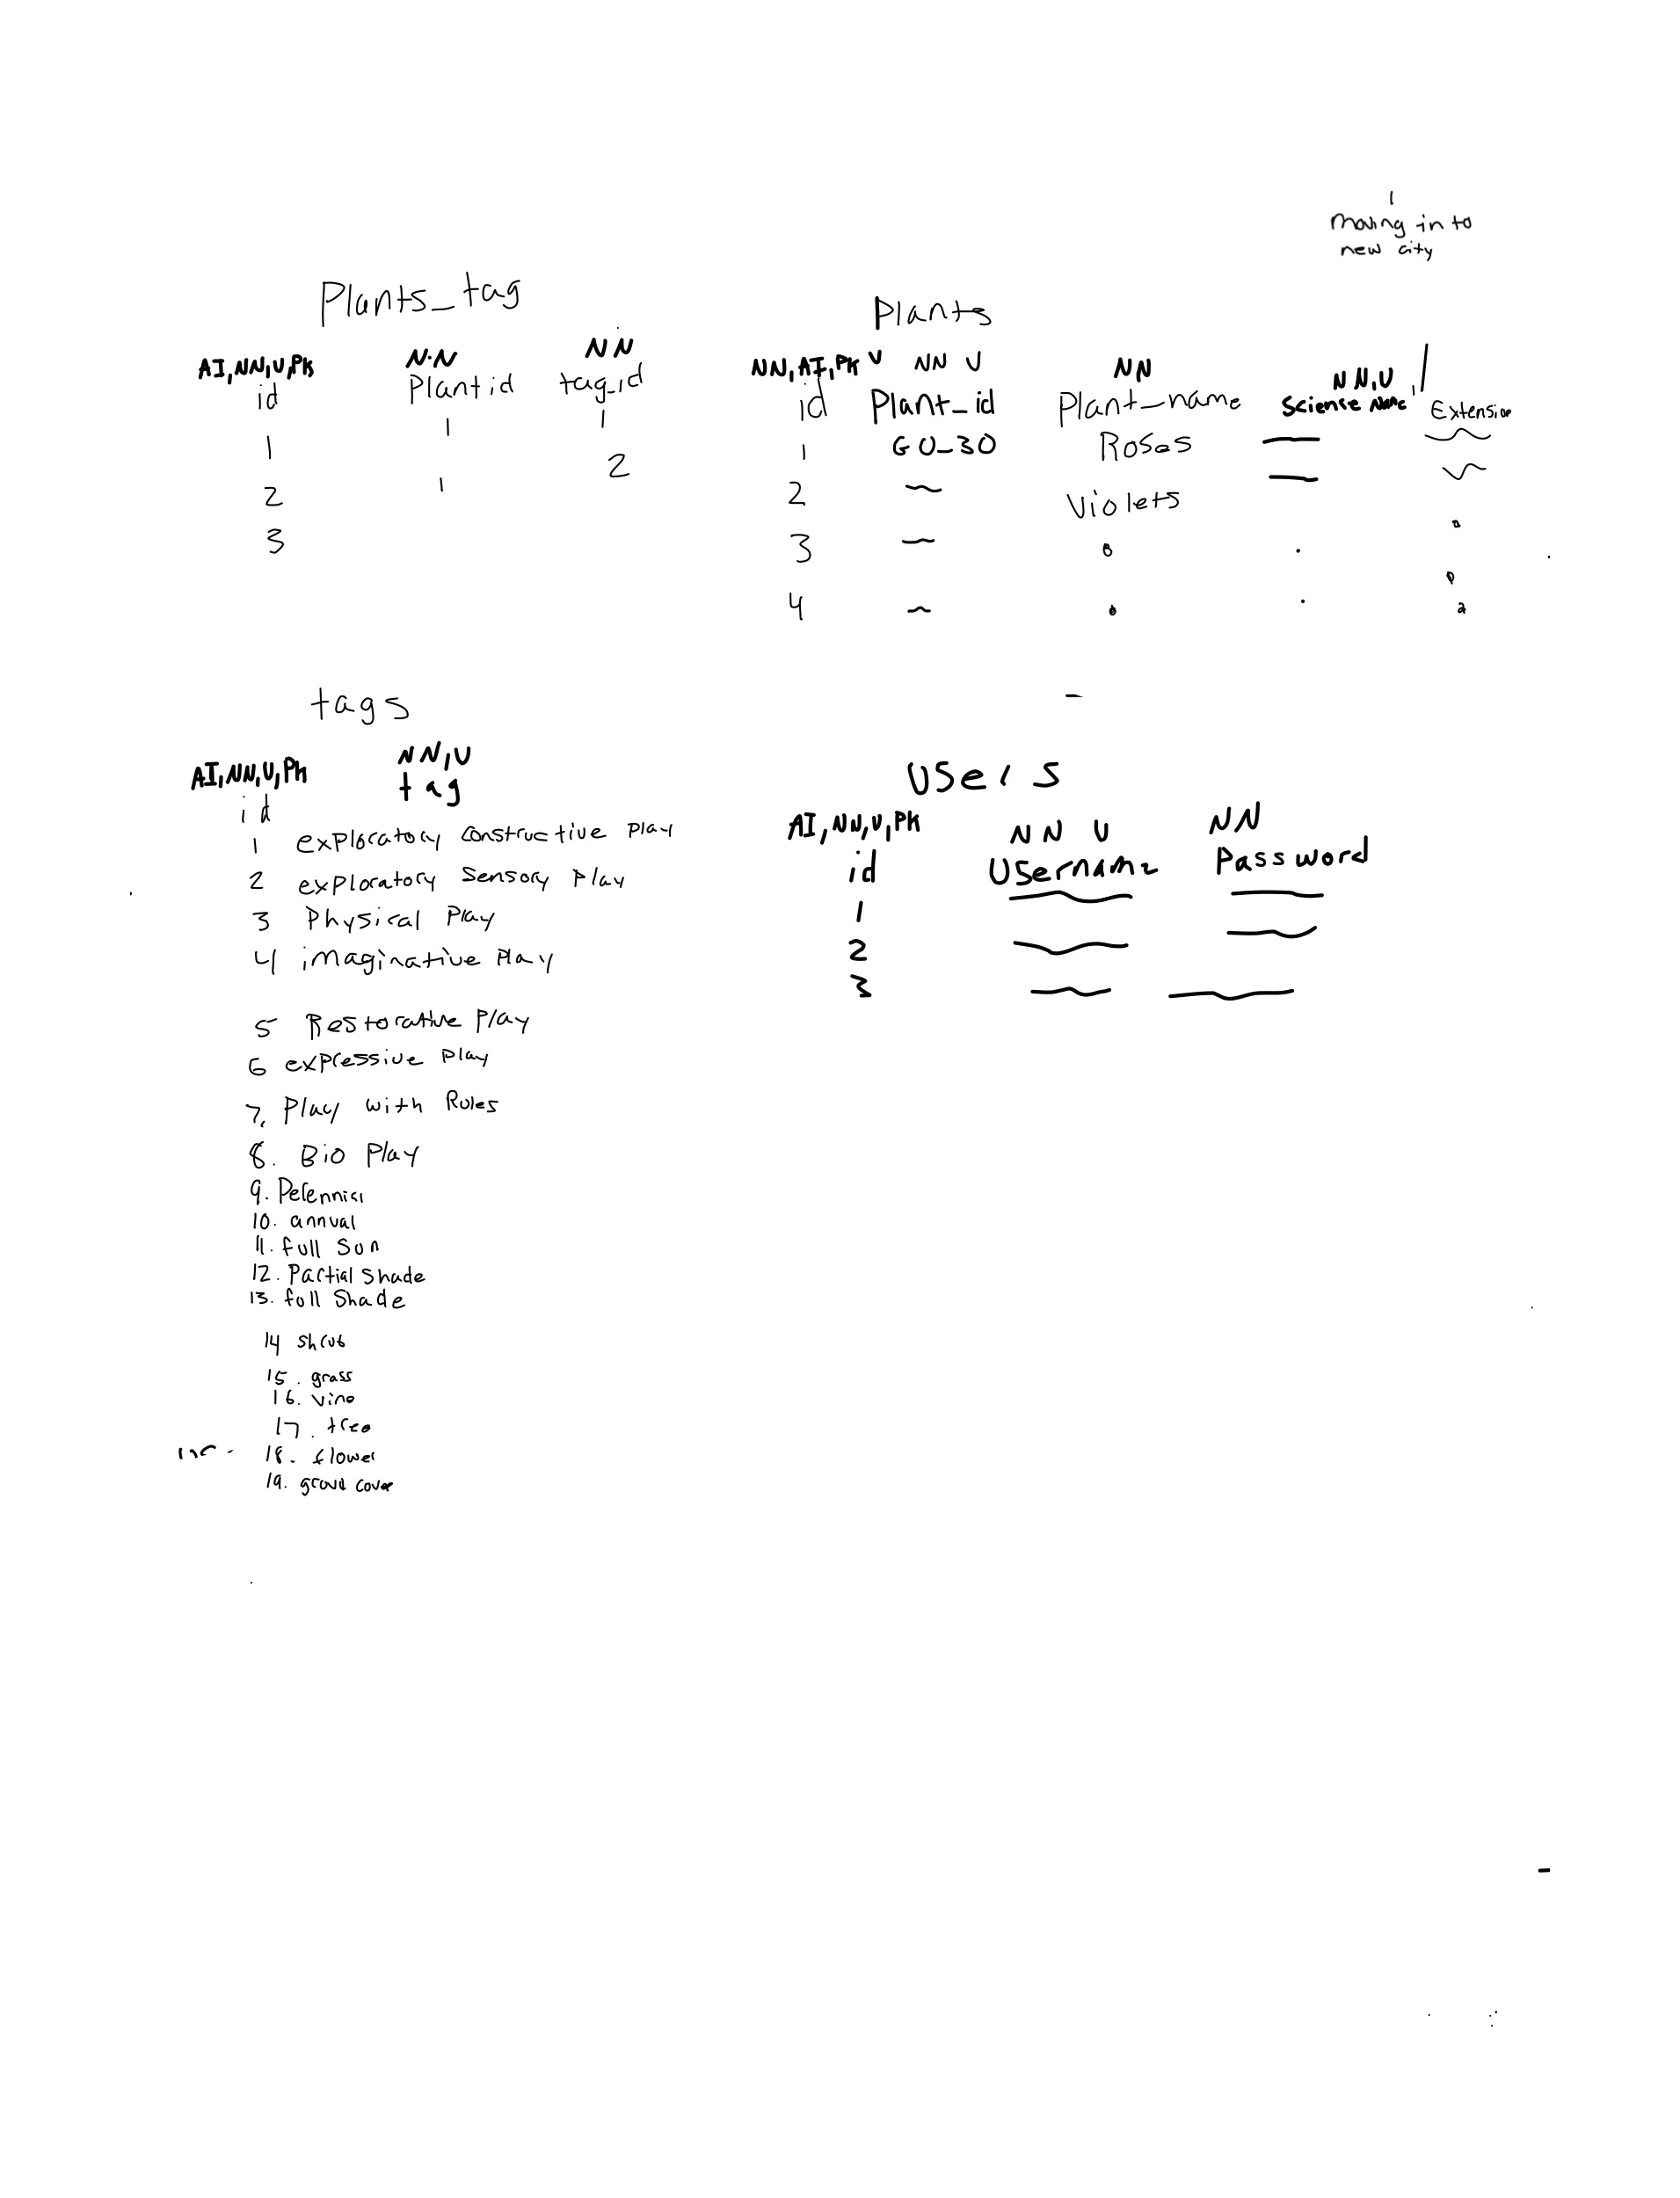 moving in to
new city
Plants_tag
AI,NN,U,PK NN NN
id Plant id tag_id
1 1 1
2 1 2
3
Plants
NN,AI,PK U NN U NN NN,U
id Plant_id Plant_name Science Name Extension
1 GO_30 Roses
2 Violets
3
4
tags
AI,NN,U,PK NN,U
id tag
1 exploratory constructive play
2 exploratory sensory play
3 Physical Play
4 imaginative Play
5 Restorative Play
6 expressive play
7. Play with Rules
8. Bio Play
9. Perennial
10. annual
11. full Sun
12. Partial Shade
13. full Shade
14 shrub
15. grass
16. vine
17. tree
18. flower
19. ground cover
Users
AI,NN,U,PK NN U NN
id Username Password
1
2
3